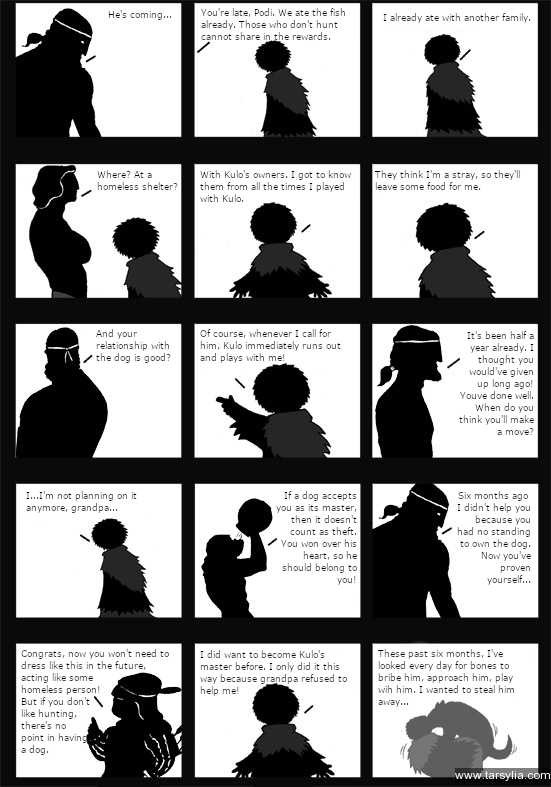 He's coming...
You're late, Podi. We ate the fish
already. Those who don't hunt
cannot share in the rewards.
I already ate with another family.
Where? At a
homeless shelter?
With Kulo's owners. I got to know
them from all the times I played
with Kulo.
They think I'm a stray, so they'll
leave some food for me.
And your
relationship with
the dog is good?
Of course, whenever I call for
him, Kulo immediately runs out
and plays with me!
It's been half a
year already. I
thought you
would've given
up long ago!
Youve done well.
When do you
think you'll make
a move?
I...I'm not planning on it
anymore, grandpa...
If a dog accepts
you as its master,
then it doesn't
count as theft.
You won over his
heart, so he
should belong to
you!
Six months ago
I didn't help you
because you
had no standing
to own the dog.
Now you've
proven
yourself...
Congrats, now you won't need to
dress like this in the future,
acting like some
homeless person!
But if you don't
like hunting,
there's no
point in having
a dog.
I did want to become Kulo's
master before. I only did it this
way because grandpa refused to
help me!
These past six months, I've
looked every day for bones to
bribe him, approach him, play
wih him. I wanted to steal him
away...
www.tarsylia.com